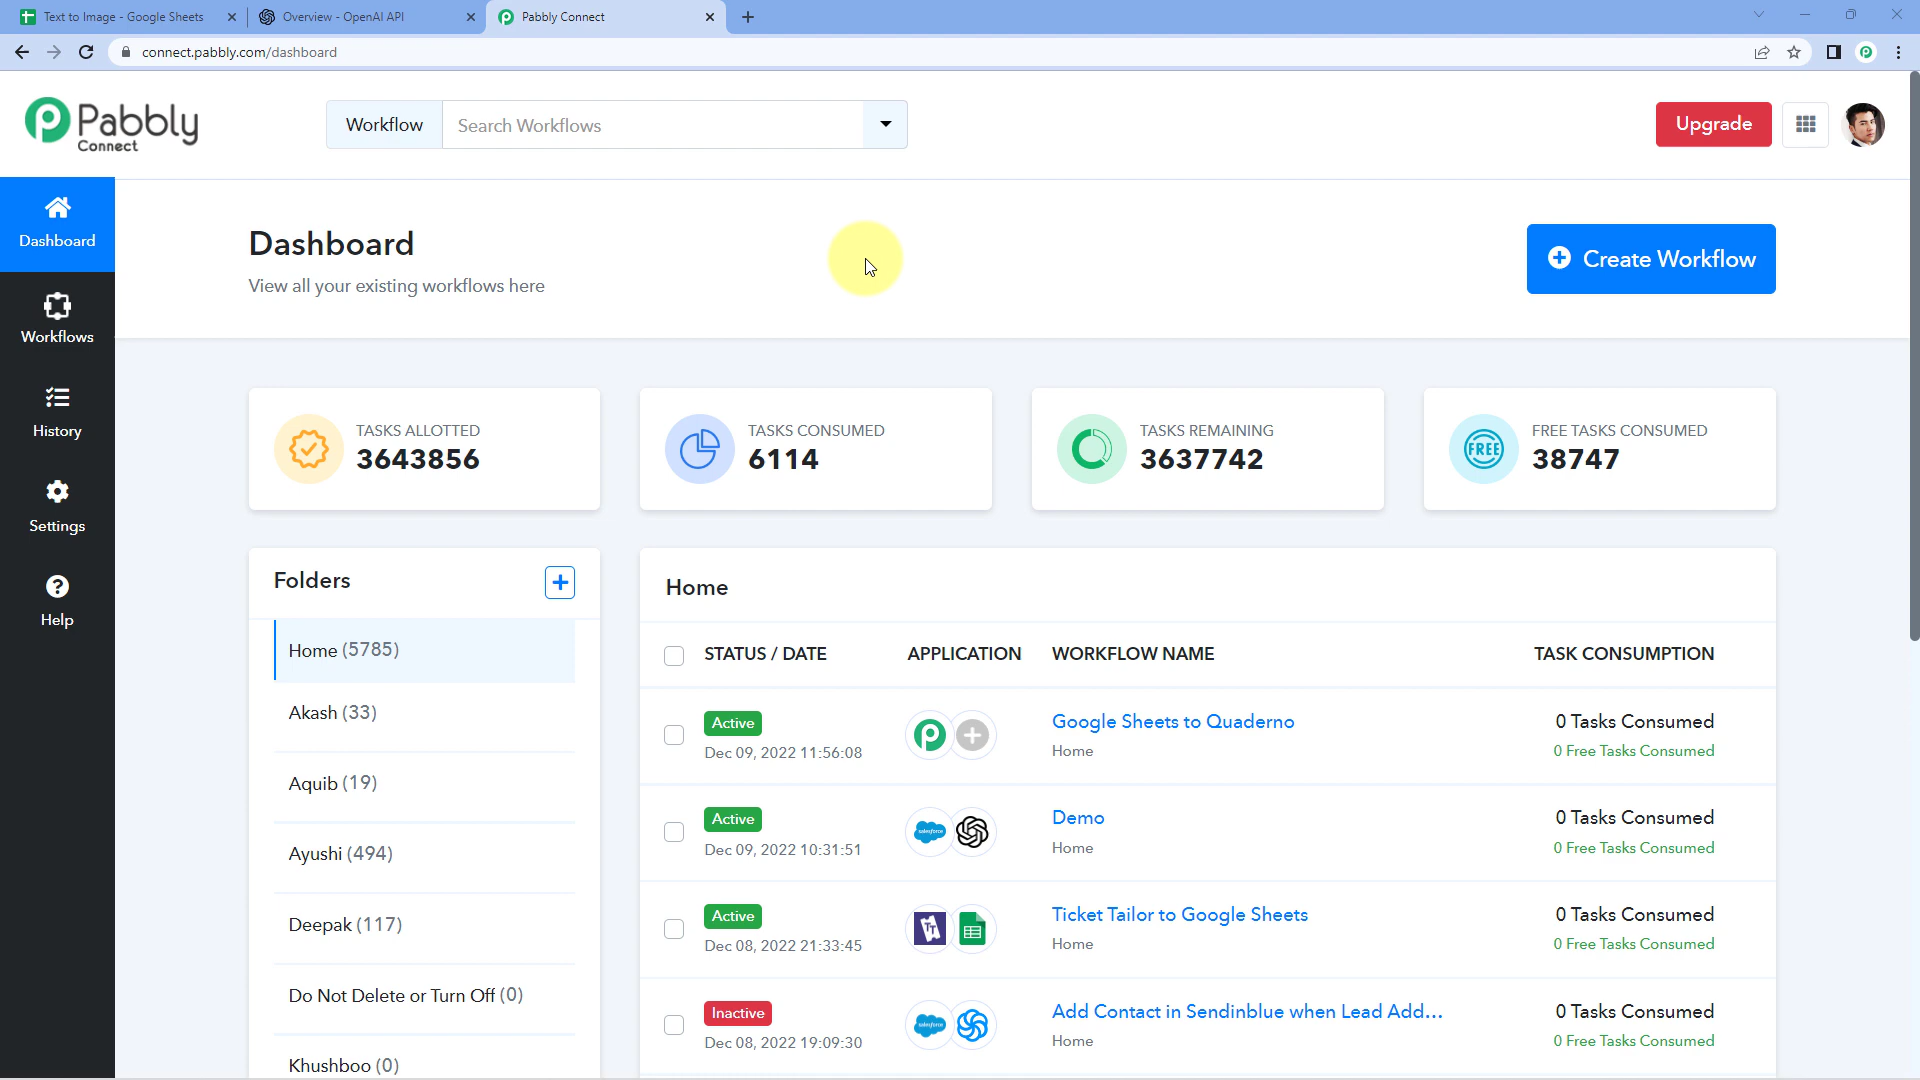 Text to Image - Google Sheets
Overview - OpenAI API
Pabbly Connect
connect.pabbly.com/dashboard
Pabbly
Connect
Workflow
Search Workflows
Upgrade
Dashboard
Workflows
History
Settings
Help
Dashboard
View all your existing workflows here
Create Workflow
TASKS ALLOTTED
3643856
TASKS CONSUMED
6114
TASKS REMAINING
3637742
FREE
FREE TASKS CONSUMED
38747
Folders
Home (5785)
Akash (33)
Aquib (19)
Ayushi (494)
Deepak (117)
Do Not Delete or Turn Off (0)
Khushboo (0)
Home
STATUS / DATE APPLICATION WORKFLOW NAME TASK CONSUMPTION
Active Google Sheets to Quaderno 0 Tasks Consumed
Dec 09, 2022 11:56:08 Home 0 Free Tasks Consumed
Active Demo 0 Tasks Consumed
salesforce
Dec 09, 2022 10:31:51 Home 0 Free Tasks Consumed
Active Ticket Tailor to Google Sheets 0 Tasks Consumed
TT
Dec 08, 2022 21:33:45 Home 0 Free Tasks Consumed
Inactive Add Contact in Sendinblue when Lead Add... 0 Tasks Consumed
salesforce
Dec 08, 2022 19:09:30 Home 0 Free Tasks Consumed